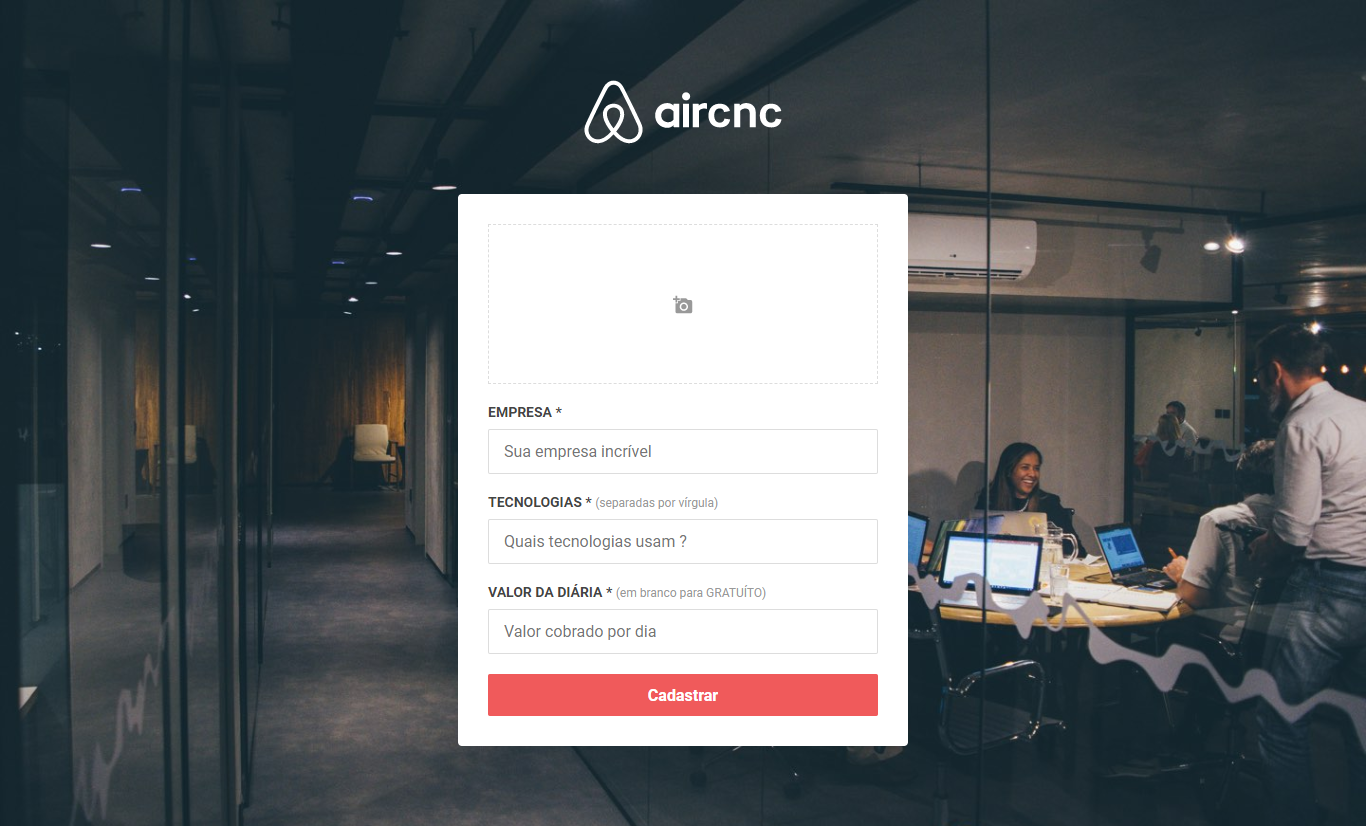 aircnc
EMPRESA *
Sua empresa incrível
TECNOLOGIAS * (separadas por vírgula)
Quais tecnologias usam ?
VALOR DA DIÁRIA * (em branco para GRATUÍTO)
Valor cobrado por dia
Cadastrar